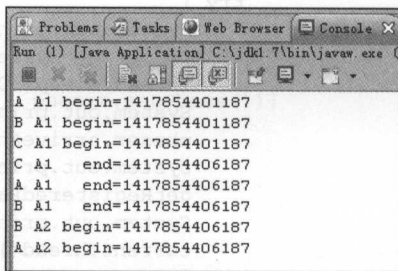 Problems Tasks Web Browser Console
Run (1) [Java Application] C:\jdk1.7\bin\javaw.exe (
A A1 begin=1417854401187
B A1 begin=1417854401187
C A1 begin=1417854401187
C A1   end=1417854406187
A A1   end=1417854406187
B A1   end=1417854406187
B A2 begin=1417854406187
A A2 begin=1417854406187